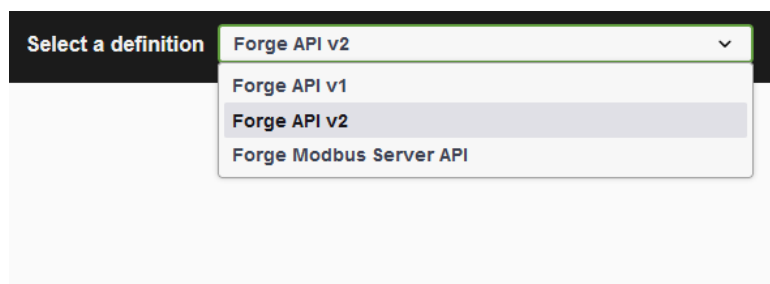 Select a definition Forge API v2
Forge API v1
Forge API v2
Forge Modbus Server API